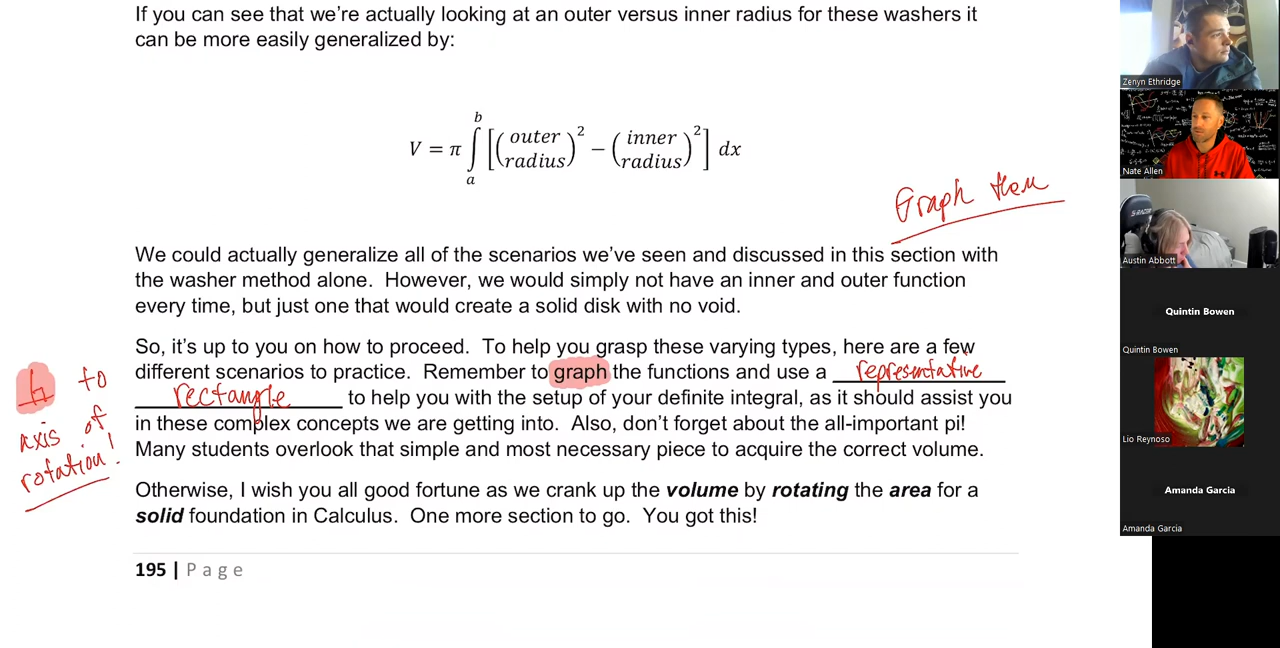 If you can see that we're actually looking at an outer versus inner radius for these washers it
can be more easily generalized by:
V = π ∫ₐᵇ [(outer radius)² − (inner radius)²] dx
Graph them
We could actually generalize all of the scenarios we've seen and discussed in this section with
the washer method alone.  However, we would simply not have an inner and outer function
every time, but just one that would create a solid disk with no void.
So, it's up to you on how to proceed.  To help you grasp these varying types, here are a few
different scenarios to practice.  Remember to graph the functions and use a representative
rectangle to help you with the setup of your definite integral, as it should assist you
in these complex concepts we are getting into.  Also, don't forget about the all-important pi!
Many students overlook that simple and most necessary piece to acquire the correct volume.
to
axis of
rotation!
Otherwise, I wish you all good fortune as we crank up the volume by rotating the area for a
solid foundation in Calculus.  One more section to go.  You got this!
195 | Page
Zenyn Ethridge
Nate Allen
Austin Abbott
Quintin Bowen
Quintin Bowen
Lio Reynoso
Amanda Garcia
Amanda Garcia